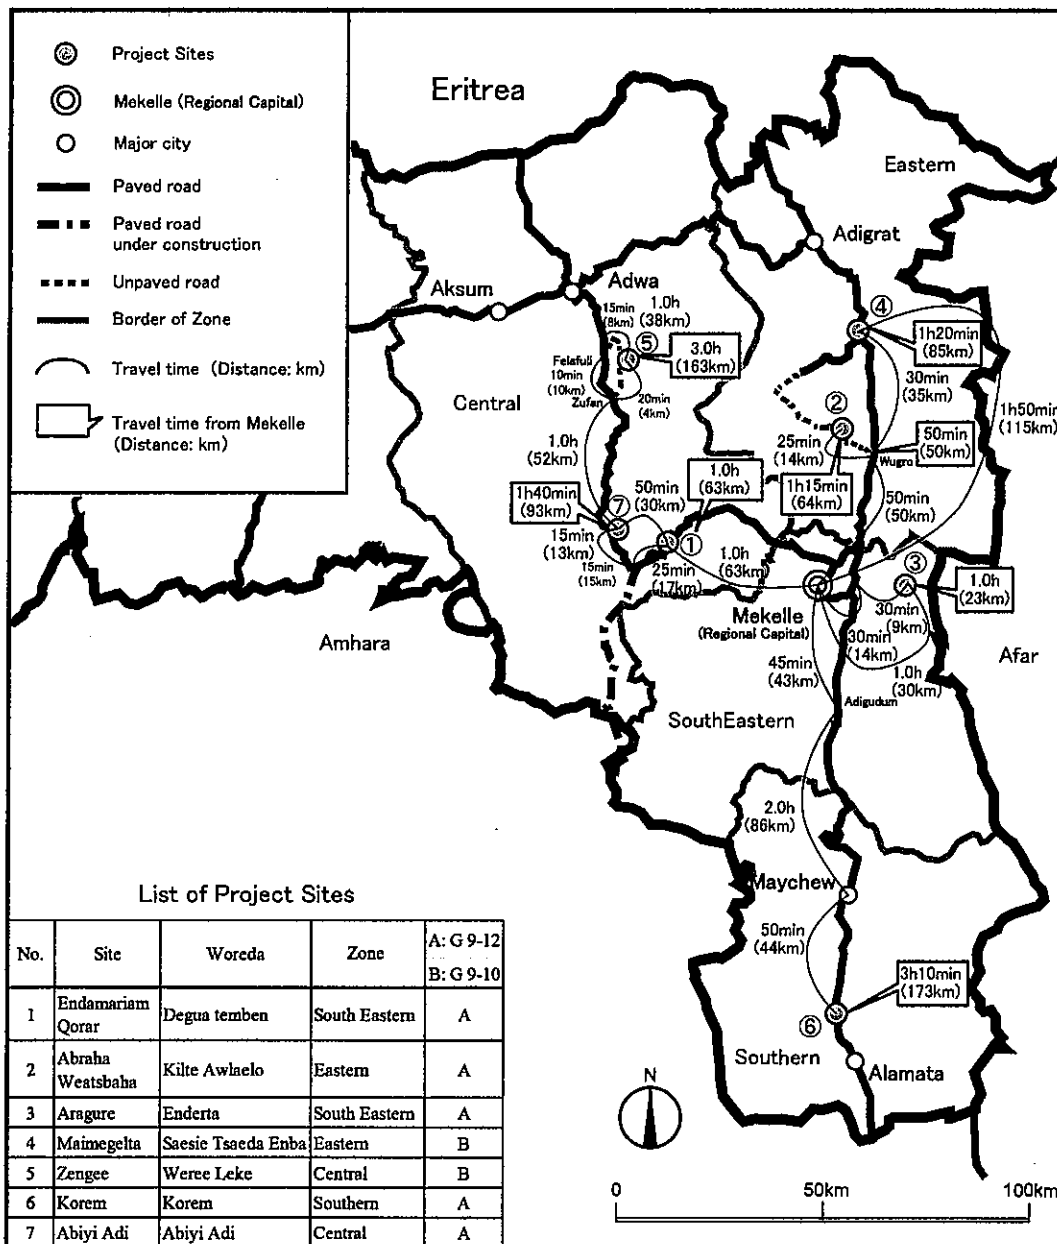 Project Sites
Mekelle (Regional Capital)
Major city
Paved road
Paved road
under construction
Unpaved road
Border of Zone
Travel time (Distance: km)
Travel time from Mekelle
(Distance: km)
Eritrea
Eastern
Adigrat
Adwa
Aksum
15min
(8km)
1.0h
(38km)
⑤
3.0h
(163km)
④
1h20min
(85km)
Felafuli
10min
(10km)
Zufan
20min
(4km)
30min
(35km)
Central
②
1h50min
(115km)
25min
(14km)
Wugro
50min
(50km)
1.0h
(52km)
1.0h
(63km)
1h15min
(64km)
1h40min
(93km)
⑦
50min
(30km)
50min
(50km)
15min
(13km)
①
1.0h
(63km)
15min
(15km)
25min
(17km)
③
1.0h
(23km)
Mekelle
(Regional Capital)
30min
(9km)
30min
(14km)
Amhara
Afar
45min
(43km)
1.0h
(30km)
Adigudum
SouthEastern
2.0h
(86km)
Maychew
50min
(44km)
3h10min
(173km)
⑥
Southern
Alamata
N
0 50km 100km
List of Project Sites
No. Site Woreda Zone A: G 9-12
B: G 9-10
1 Endamariam Qorar Degua temben South Eastern A
2 Abraha Weatsbaha Kilte Awlaelo Eastern A
3 Aragure Enderta South Eastern A
4 Maimegelta Saesie Tsaeda Enba Eastern B
5 Zengee Weree Leke Central B
6 Korem Korem Southern A
7 Abiyi Adi Abiyi Adi Central A